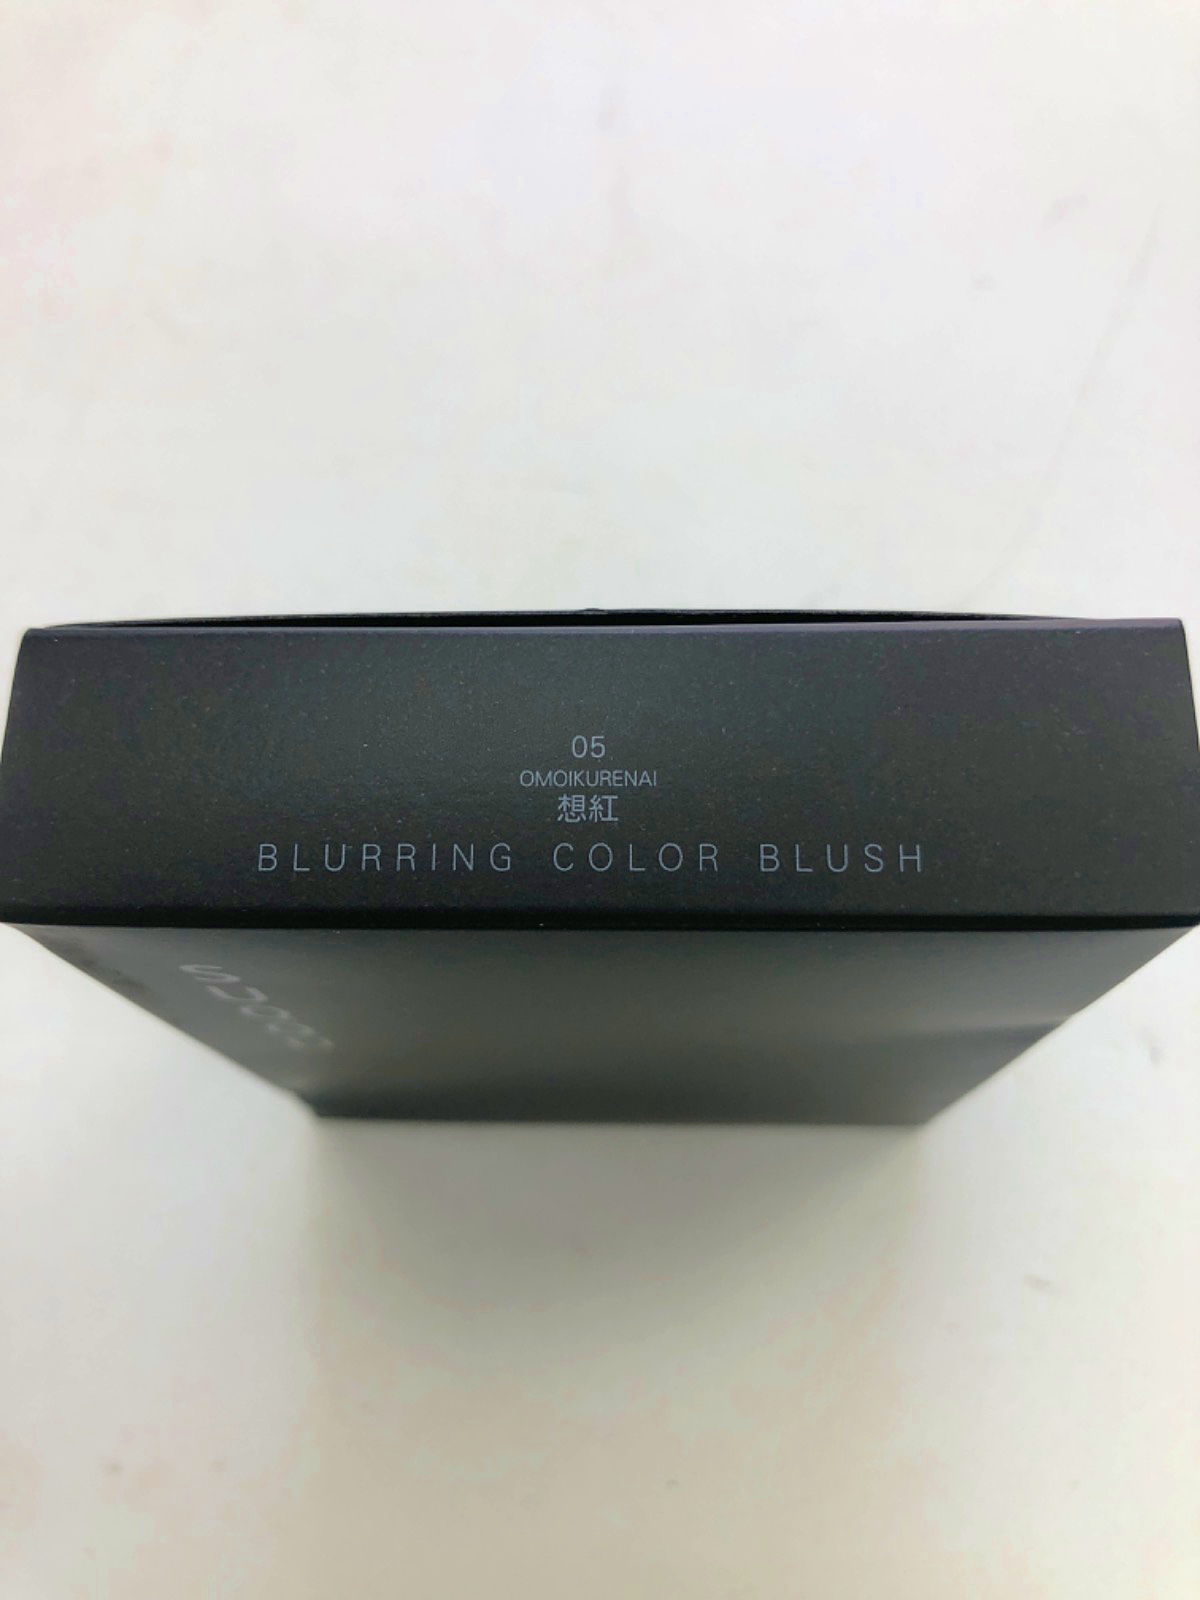 05
OMOIKURENAI
想紅
BLURRING COLOR BLUSH